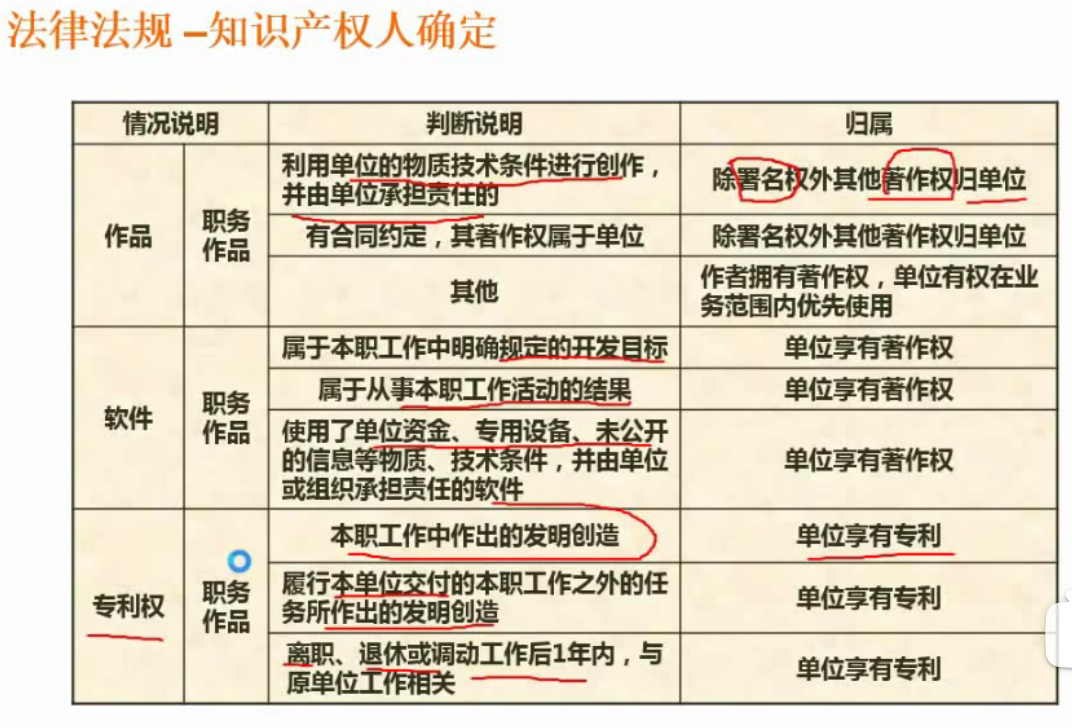 法律法规 –知识产权人确定
情况说明
判断说明
归属
作品
职务
作品
利用单位的物质技术条件进行创作，
并由单位承担责任的
除署名权外其他著作权归单位
有合同约定，其著作权属于单位
除署名权外其他著作权归单位
其他
作者拥有著作权，单位有权在业
务范围内优先使用
软件
职务
作品
属于本职工作中明确规定的开发目标
单位享有著作权
属于从事本职工作活动的结果
单位享有著作权
使用了单位资金、专用设备、未公开
的信息等物质、技术条件，并由单位
或组织承担责任的软件
单位享有著作权
专利权
职务
作品
本职工作中作出的发明创造
单位享有专利
履行本单位交付的本职工作之外的任
务所作出的发明创造
单位享有专利
离职、退休或调动工作后1年内，与
原单位工作相关
单位享有专利